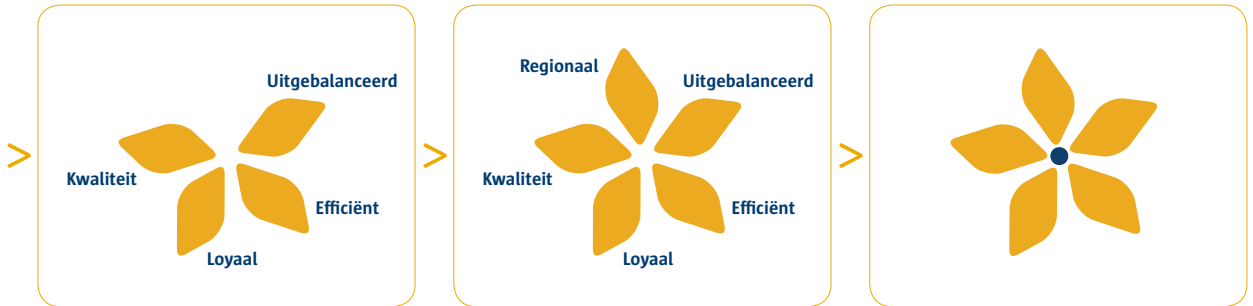 >
Uitgebalanceerd
Kwaliteit
Efficiënt
Loyaal
>
Regionaal
Uitgebalanceerd
Kwaliteit
Efficiënt
Loyaal
>